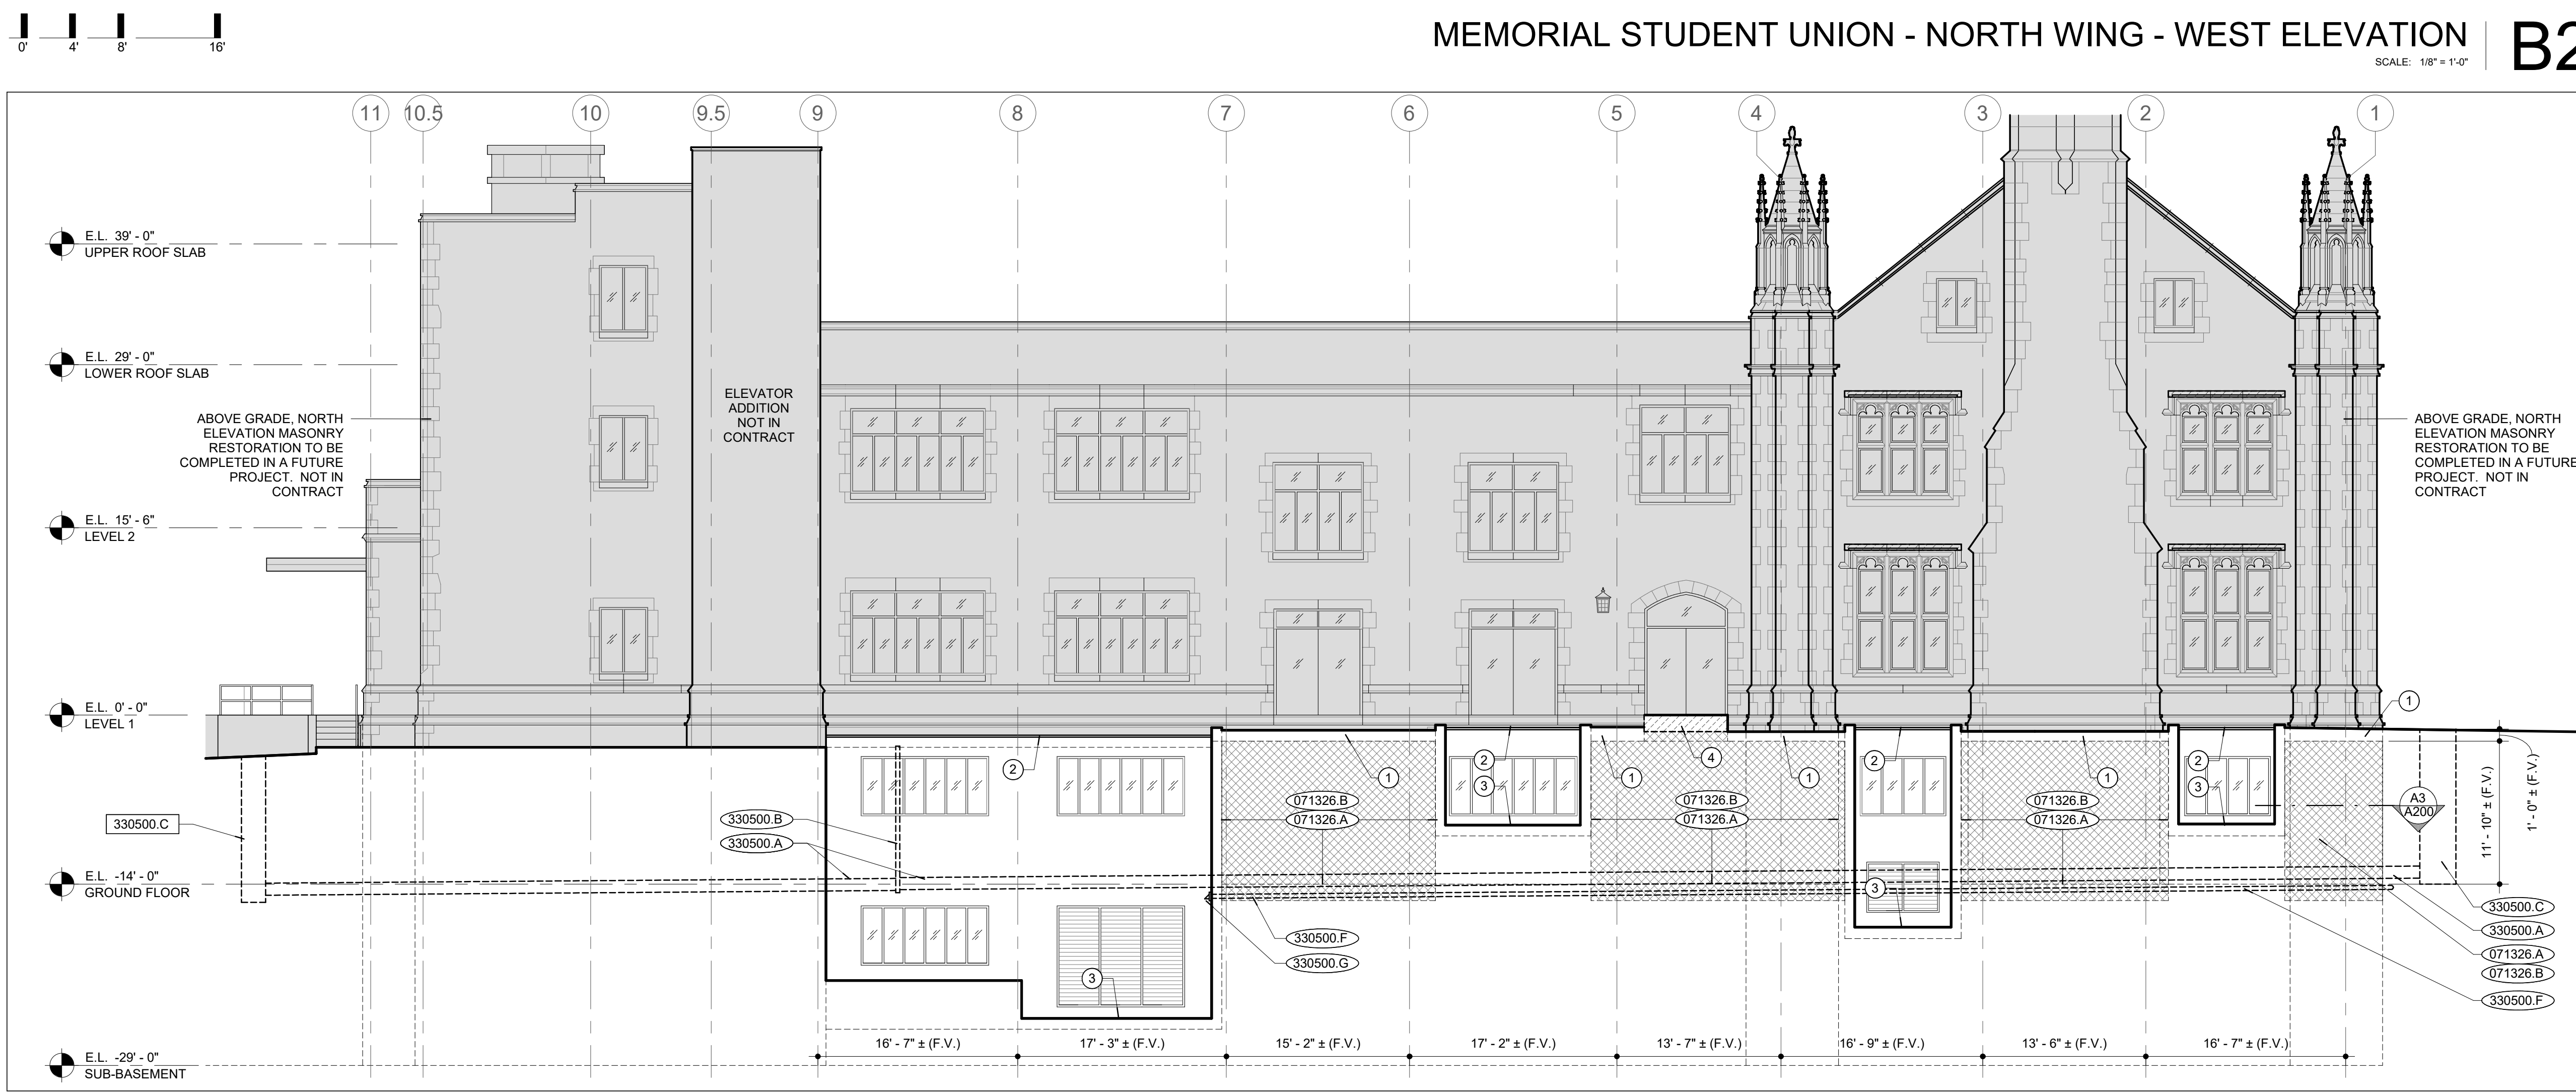 0' 4' 8' 16'
MEMORIAL STUDENT UNION - NORTH WING - WEST ELEVATION
SCALE: 1/8" = 1'-0"
B2
11 10.5 10 9.5 9 8 7 6 5 4 3 2 1
E.L. 39' - 0"
UPPER ROOF SLAB
E.L. 29' - 0"
LOWER ROOF SLAB
ABOVE GRADE, NORTH
ELEVATION MASONRY
RESTORATION TO BE
COMPLETED IN A FUTURE
PROJECT. NOT IN
CONTRACT
ELEVATOR
ADDITION
NOT IN
CONTRACT
ABOVE GRADE, NORTH
ELEVATION MASONRY
RESTORATION TO BE
COMPLETED IN A FUTURE
PROJECT. NOT IN
CONTRACT
E.L. 15' - 6"
LEVEL 2
E.L. 0' - 0"
LEVEL 1
1
2
1
2
3
1
4
1
2
1
2
3
330500.C
330500.B
330500.A
071326.B
071326.A
071326.B
071326.A
071326.B
071326.A
A3
A200
11' - 10" ± (F.V.)
1' - 0" ± (F.V.)
E.L. -14' - 0"
GROUND FLOOR
3
330500.F
330500.G
3
330500.C
330500.A
071326.A
071326.B
330500.F
16' - 7" ± (F.V.) 17' - 3" ± (F.V.) 15' - 2" ± (F.V.) 17' - 2" ± (F.V.) 13' - 7" ± (F.V.) 16' - 9" ± (F.V.) 13' - 6" ± (F.V.) 16' - 7" ± (F.V.)
E.L. -29' - 0"
SUB-BASEMENT